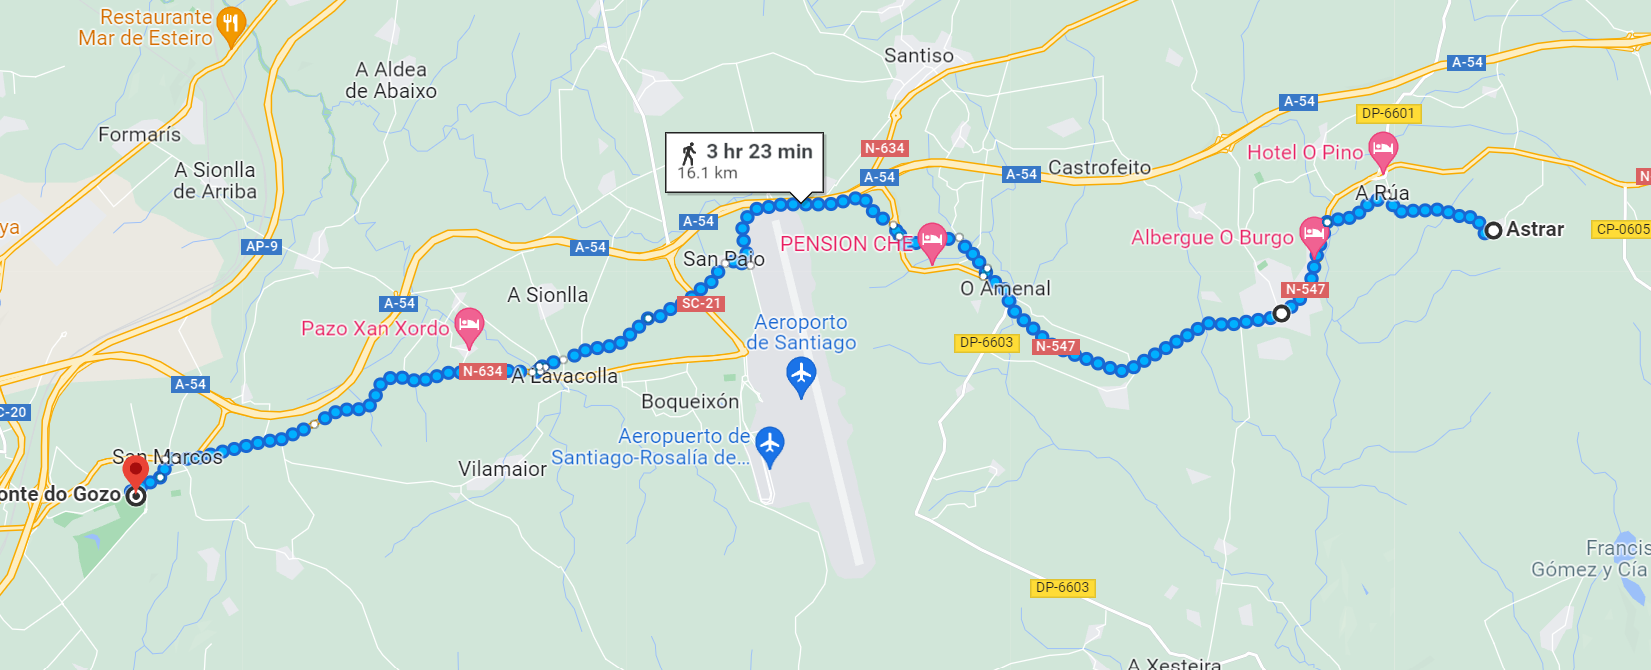 Restaurante
Mar de Esteiro
A Aldea
de Abaixo
Santiso
A-54
A-54
DP-6601
Formarís
N-634
Hotel O Pino
3 hr 23 min
16.1 km
A Sionlla
de Arriba
Castrofeito
A-54
A-54
N
A Rúa
ya
A-54
CP-0605
Astrar
Albergue O Burgo
AP-9
A-54
PENSION CHE
San Paio
O Amenal
N-547
A Sionlla
A-54
SC-21
Pazo Xan Xordo
Aeroporto
de Santiago
DP-6603
N-547
N-634
A Lavacolla
A-54
C-20
Boqueixón
Aeropuerto de
Santiago-Rosalía de...
San Marcos
Vilamaior
onte do Gozo
Francis
Gómez y Cía
DP-6603
A Xesteira